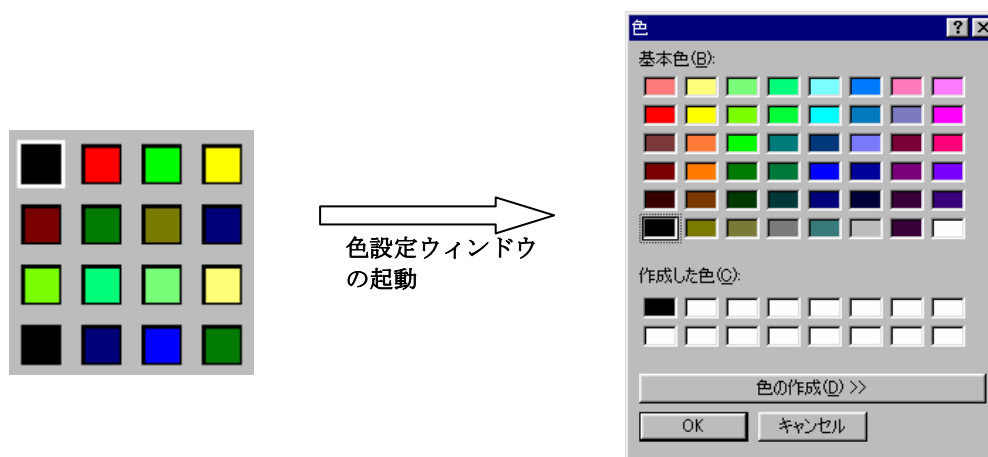 色設定ウィンドウ
の起動
色
基本色(B):
作成した色(C):
色の作成(D) >>
OK
キャンセル